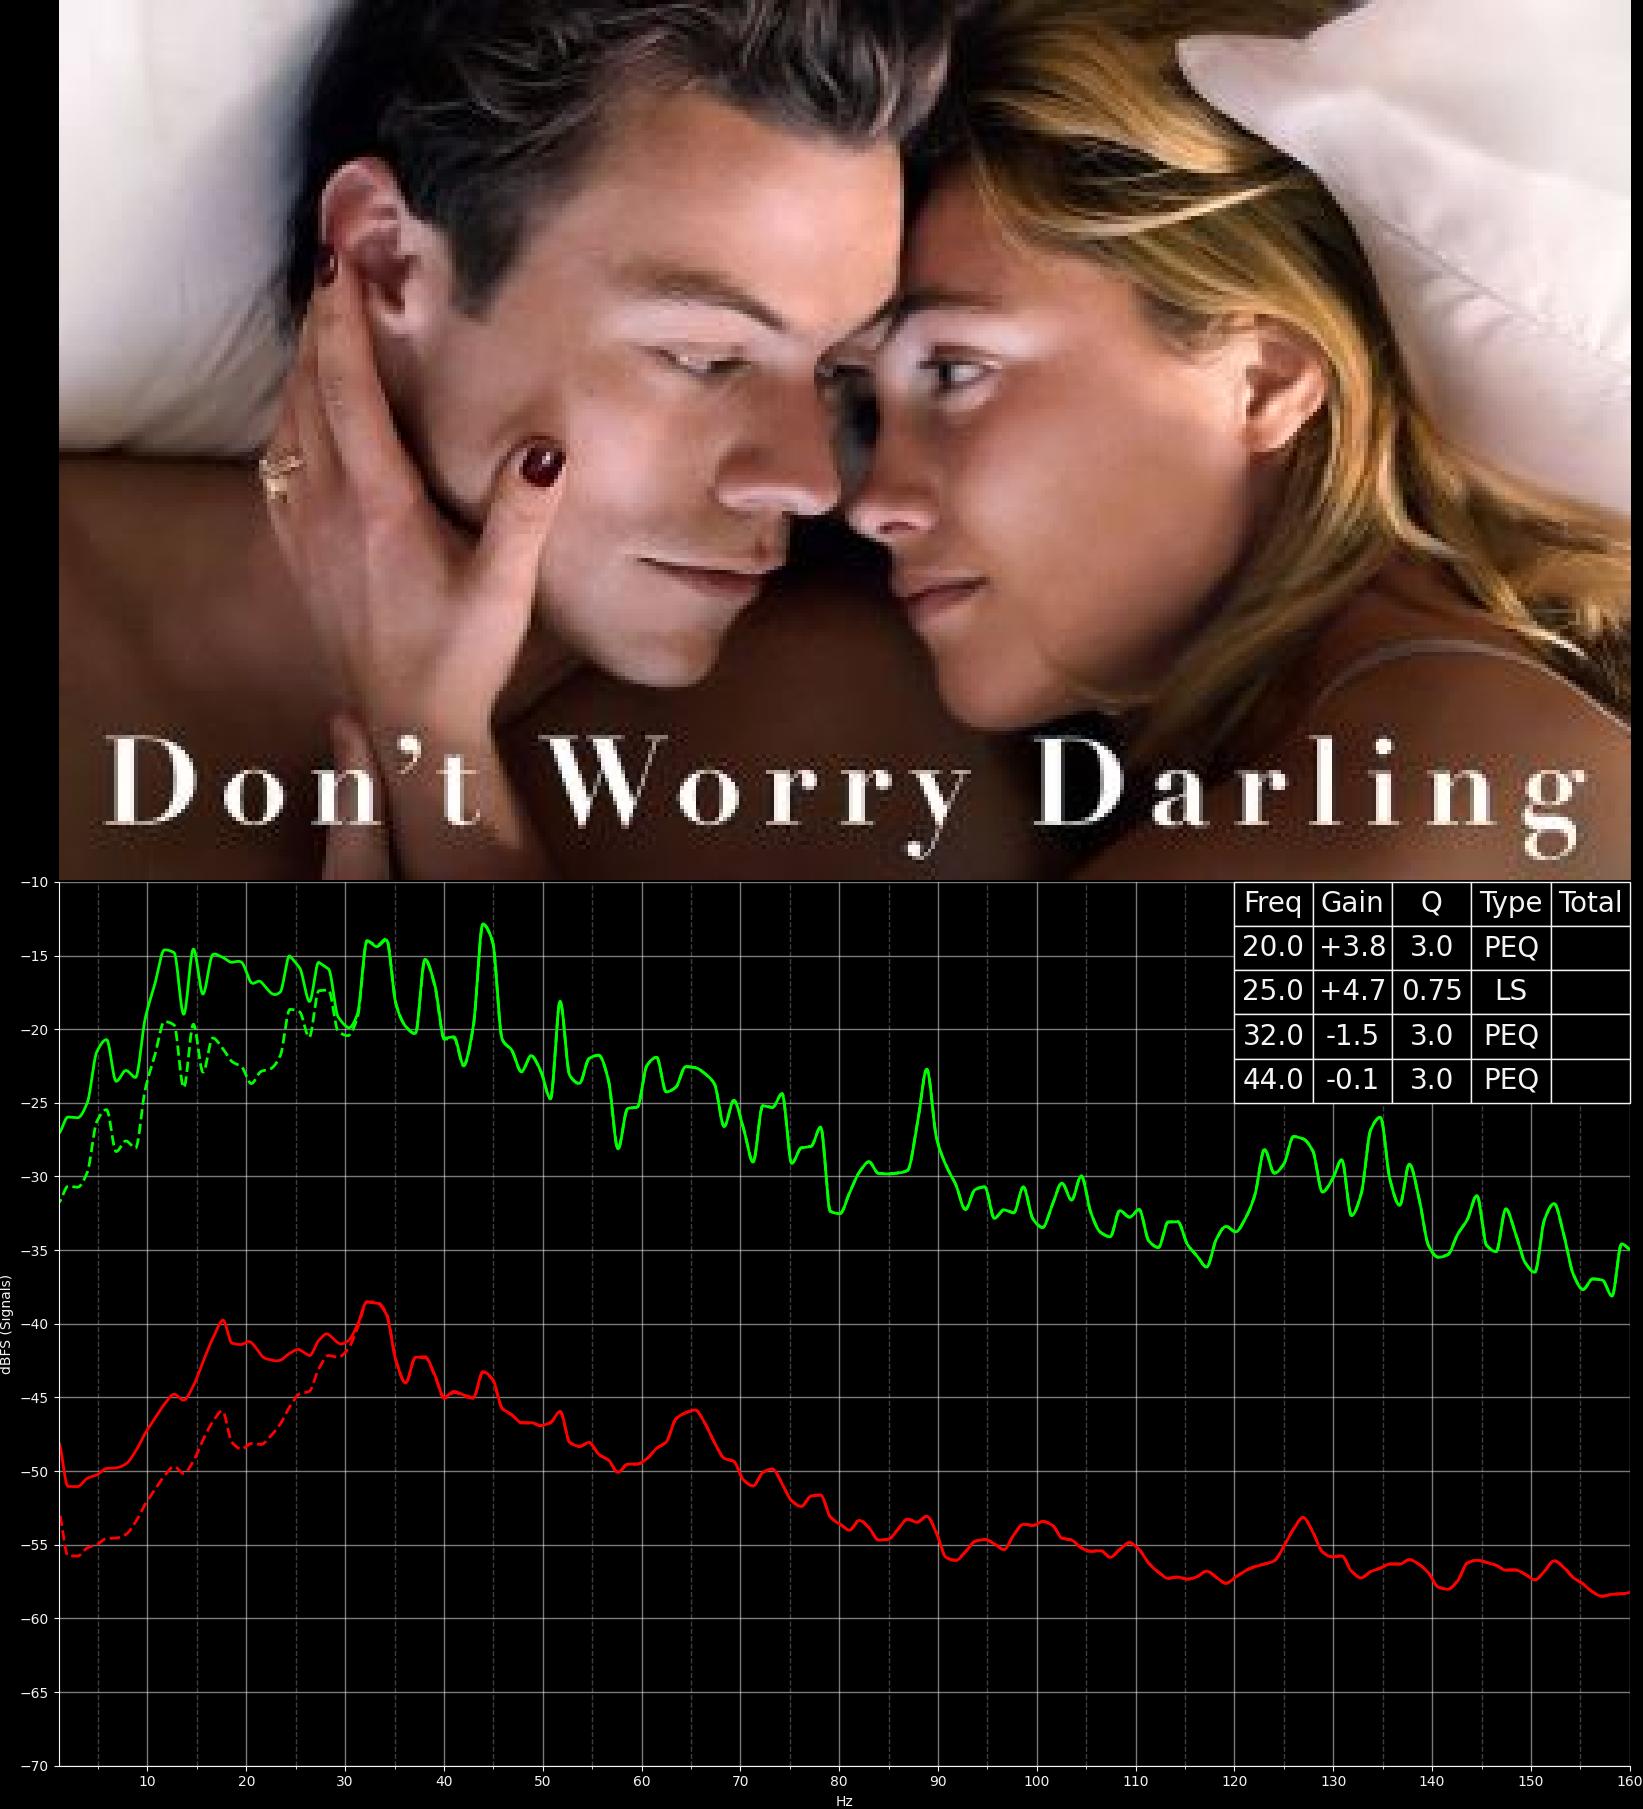 Don't Worry Darling
Freq Gain Q Type Total
20.0 +3.8 3.0 PEQ
25.0 +4.7 0.75 LS
32.0 -1.5 3.0 PEQ
44.0 -0.1 3.0 PEQ
−10
−15
−20
−25
−30
−35
−40
−45
−50
−55
−60
−65
−70
dBFS (Signals)
10 20 30 40 50 60 70 80 90 100 110 120 130 140 150 160
Hz